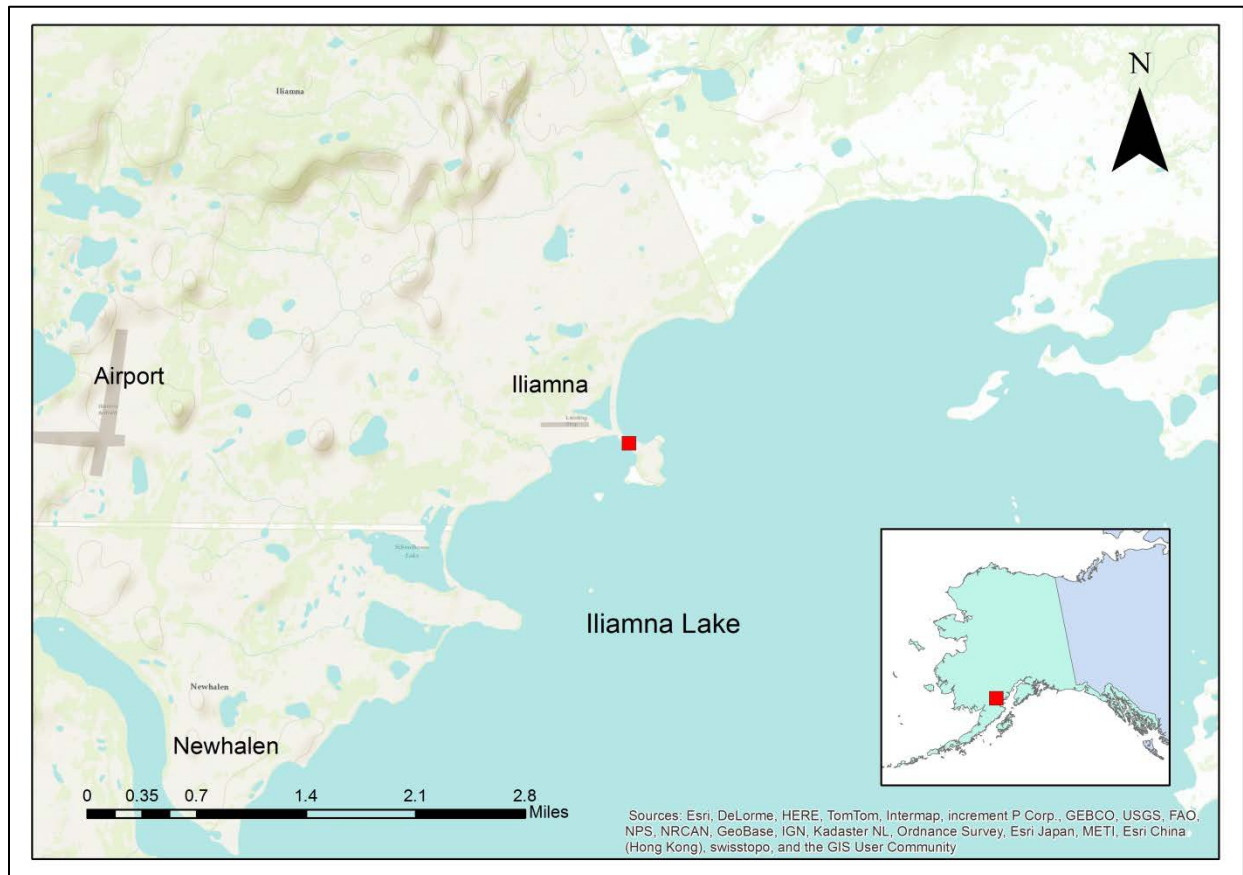 Iliamna
N
Airport
Iliamna
Landing
Strip
Iliamna Lake
Newhalen
Newhalen
0 0.35 0.7 1.4 2.1 2.8
Miles
Sources: Esri, DeLorme, HERE, TomTom, Intermap, increment P Corp., GEBCO, USGS, FAO,
NPS, NRCAN, GeoBase, IGN, Kadaster NL, Ordnance Survey, Esri Japan, METI, Esri China
(Hong Kong), swisstopo, and the GIS User Community